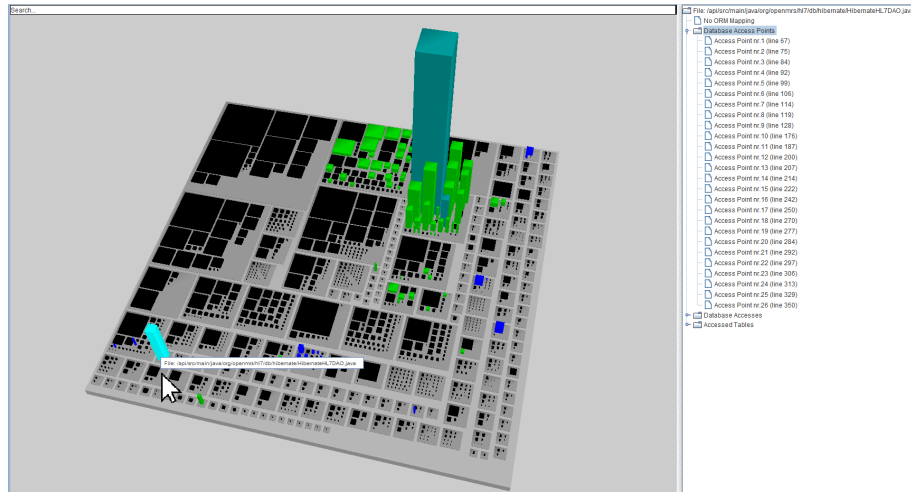 Search...
File: /api/src/main/java/org/openmrs/hl7/db/hibernate/HibernateHL7DAO.jav
No ORM Mapping
Database Access Points
Access Point nr.1 (line 67)
Access Point nr.2 (line 75)
Access Point nr.3 (line 84)
Access Point nr.4 (line 92)
Access Point nr.5 (line 99)
Access Point nr.6 (line 106)
Access Point nr.7 (line 114)
Access Point nr.8 (line 119)
Access Point nr.9 (line 128)
Access Point nr.10 (line 176)
Access Point nr.11 (line 187)
Access Point nr.12 (line 200)
Access Point nr.13 (line 207)
Access Point nr.14 (line 214)
Access Point nr.15 (line 222)
Access Point nr.16 (line 242)
Access Point nr.17 (line 250)
Access Point nr.18 (line 270)
Access Point nr.19 (line 277)
Access Point nr.20 (line 284)
Access Point nr.21 (line 292)
Access Point nr.22 (line 297)
Access Point nr.23 (line 306)
Access Point nr.24 (line 313)
Access Point nr.25 (line 329)
Access Point nr.26 (line 350)
Database Accesses
Accessed Tables
File: /api/src/main/java/org/openmrs/hl7/db/hibernate/HibernateHL7DAO.java